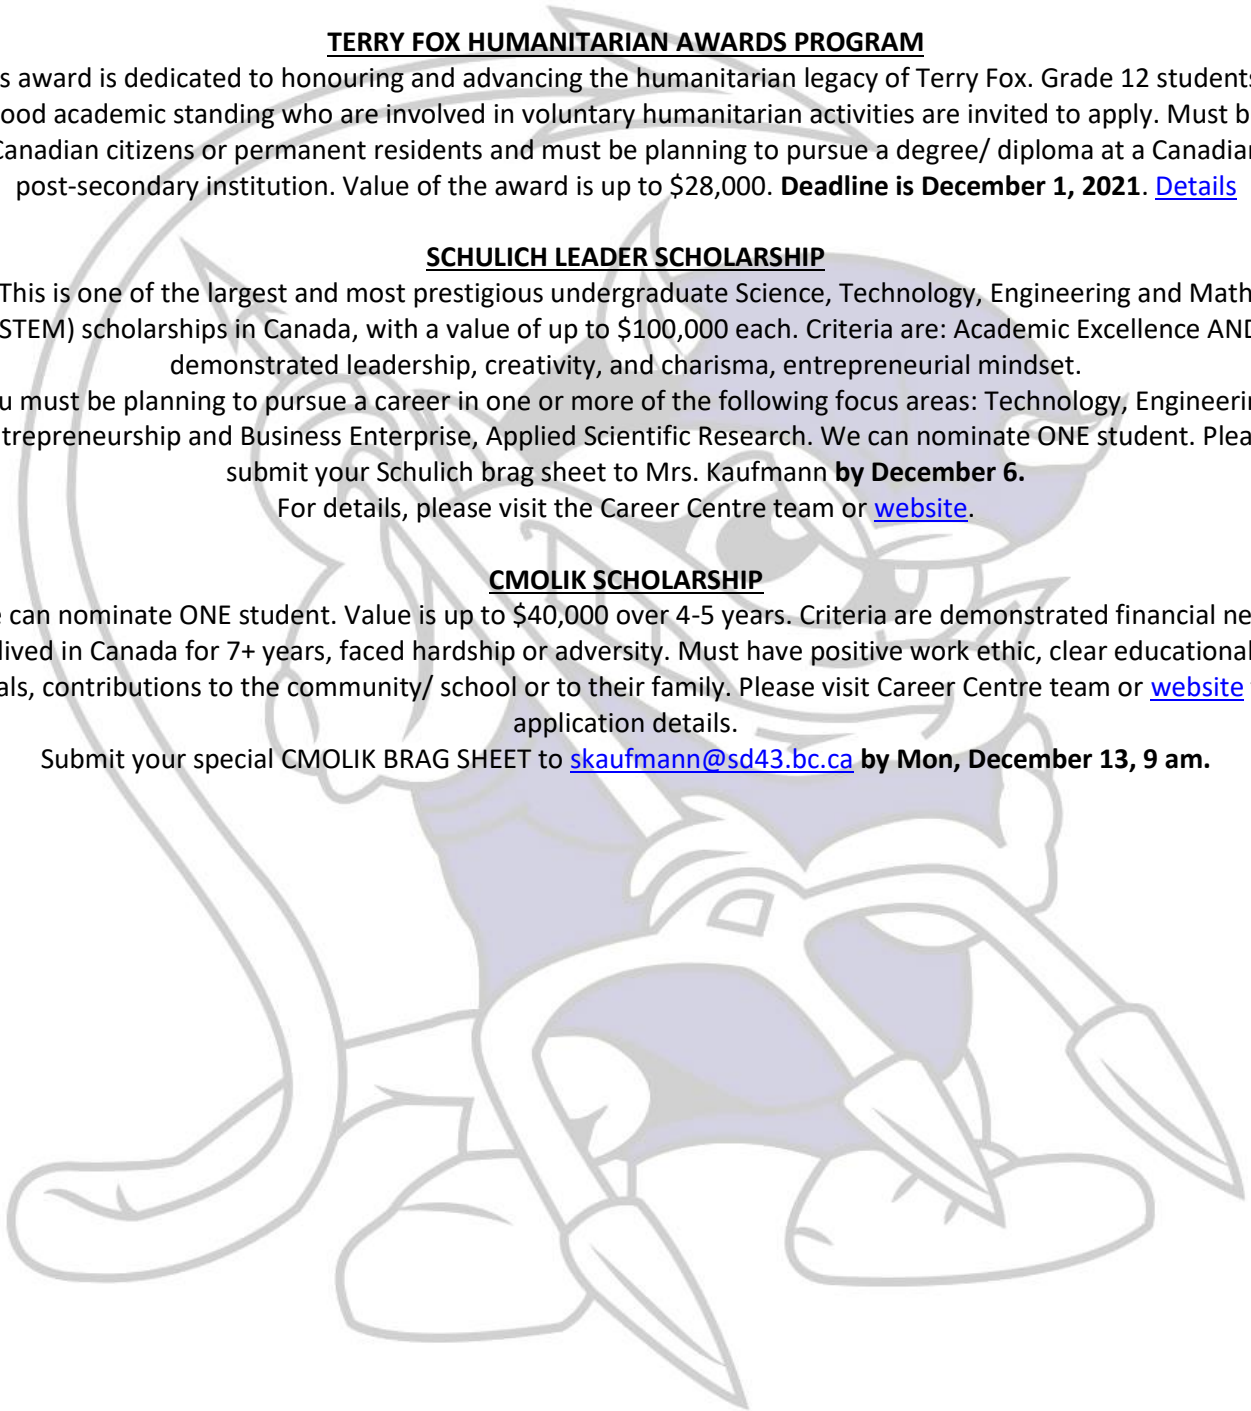 TERRY FOX HUMANITARIAN AWARDS PROGRAM
s award is dedicated to honouring and advancing the humanitarian legacy of Terry Fox. Grade 12 students
ood academic standing who are involved in voluntary humanitarian activities are invited to apply. Must b
Canadian citizens or permanent residents and must be planning to pursue a degree/ diploma at a Canadian
post-secondary institution. Value of the award is up to $28,000. Deadline is December 1, 2021. Details
SCHULICH LEADER SCHOLARSHIP
This is one of the largest and most prestigious undergraduate Science, Technology, Engineering and Math
STEM) scholarships in Canada, with a value of up to $100,000 each. Criteria are: Academic Excellence AND
demonstrated leadership, creativity, and charisma, entrepreneurial mindset.
u must be planning to pursue a career in one or more of the following focus areas: Technology, Engineerin
trepreneurship and Business Enterprise, Applied Scientific Research. We can nominate ONE student. Plea
submit your Schulich brag sheet to Mrs. Kaufmann by December 6.
For details, please visit the Career Centre team or website.
CMOLIK SCHOLARSHIP
e can nominate ONE student. Value is up to $40,000 over 4-5 years. Criteria are demonstrated financial ne
lived in Canada for 7+ years, faced hardship or adversity. Must have positive work ethic, clear educational
als, contributions to the community/ school or to their family. Please visit Career Centre team or website
application details.
Submit your special CMOLIK BRAG SHEET to skaufmann@sd43.bc.ca by Mon, December 13, 9 am.